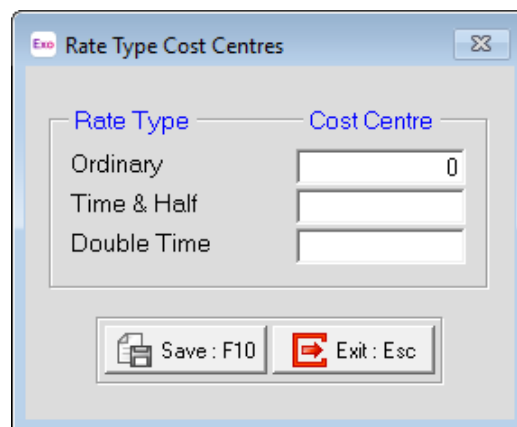 Exo Rate Type Cost Centres
Rate Type Cost Centre
Ordinary 0
Time & Half
Double Time
Save : F10 Exit : Esc